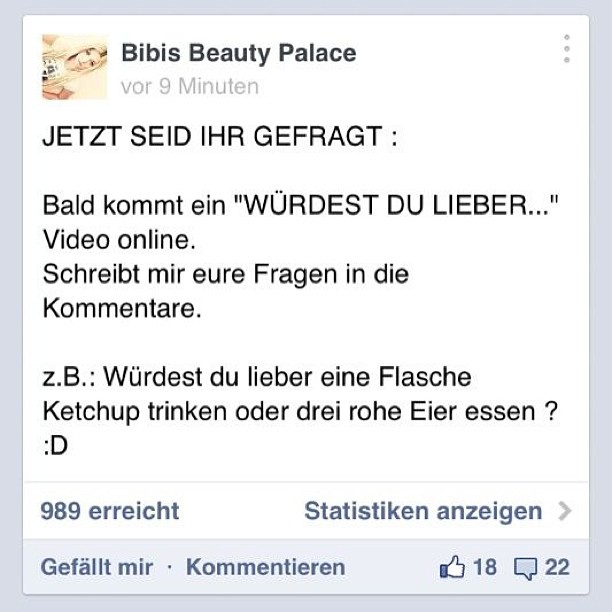 Bibis Beauty Palace
vor 9 Minuten
JETZT SEID IHR GEFRAGT :
Bald kommt ein "WÜRDEST DU LIEBER..."
Video online.
Schreibt mir eure Fragen in die
Kommentare.
z.B.: Würdest du lieber eine Flasche
Ketchup trinken oder drei rohe Eier essen ?
:D
989 erreicht Statistiken anzeigen
Gefällt mir · Kommentieren 18 22